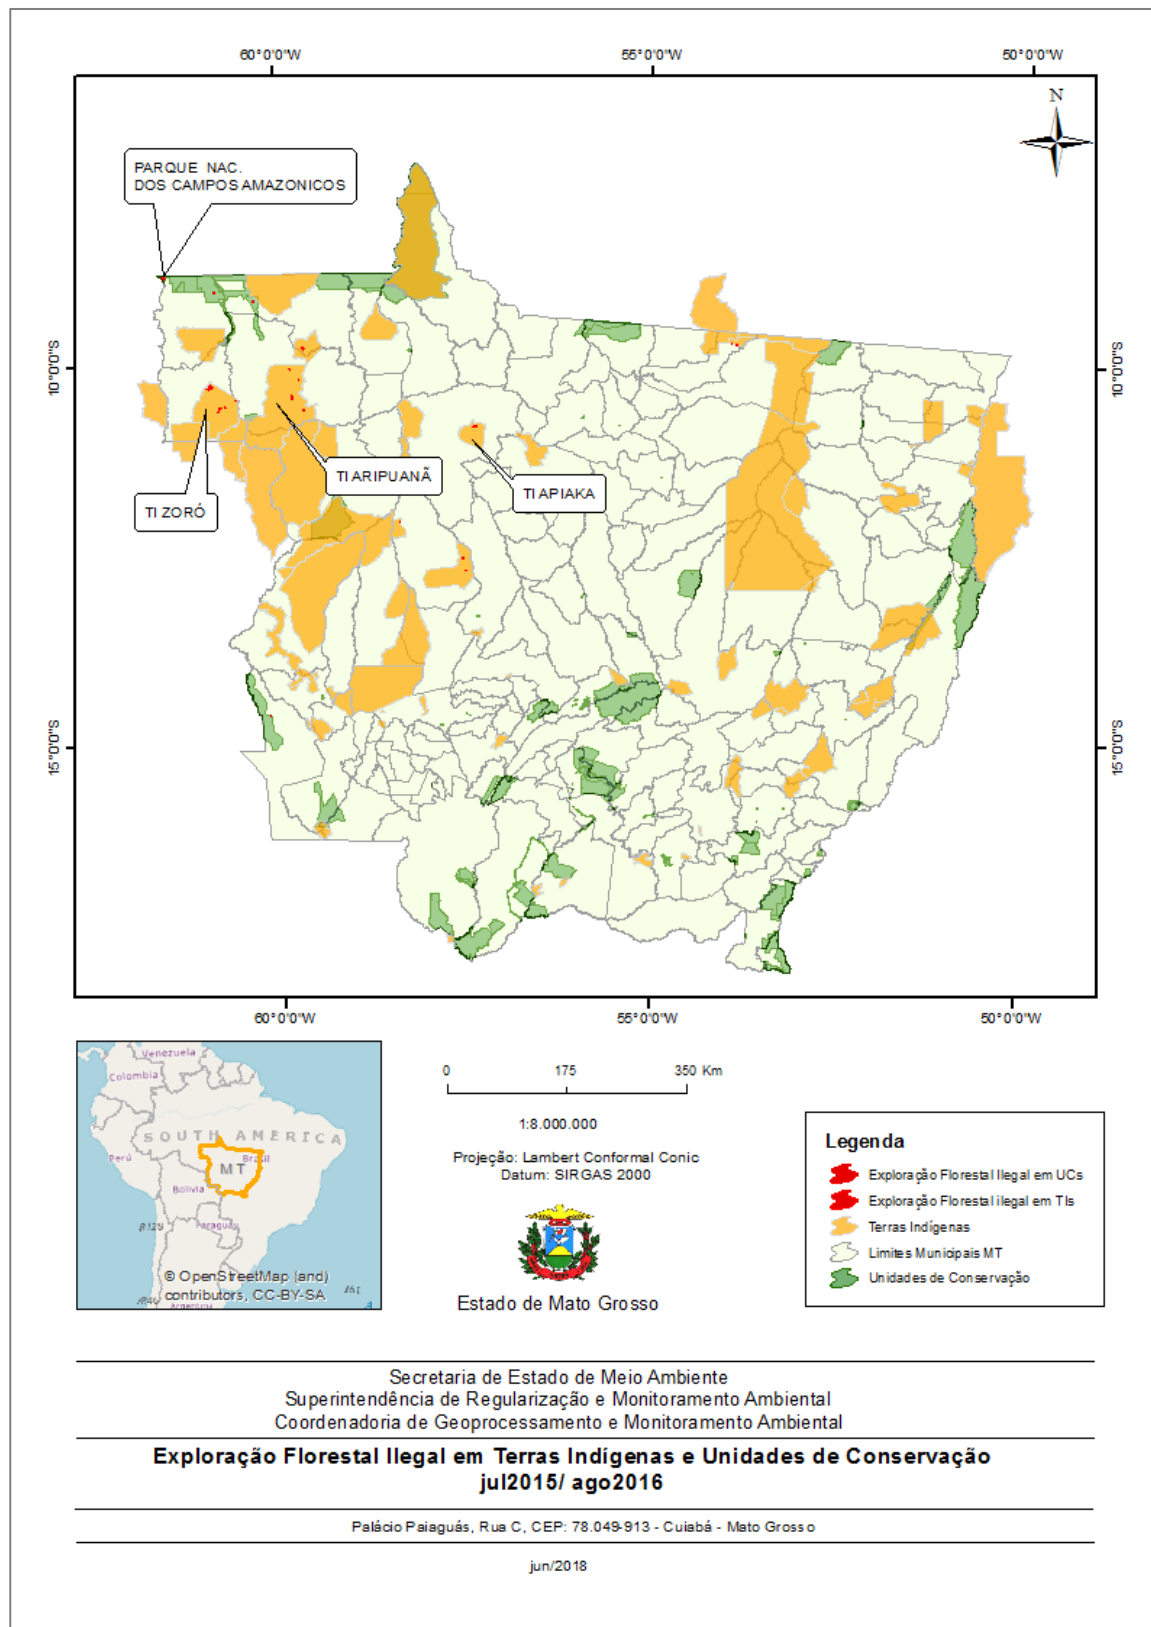 60°0'0"W 55°0'0"W 50°0'0"W
N
PARQUE NAC.
DOS CAMPOS AMAZONICOS
10°0'0"S 10°0'0"S
TI ARIPUANÃ
TI APIAKA
TI ZORÓ
15°0'0"S 15°0'0"S
60°0'0"W 55°0'0"W 50°0'0"W
Venezuela
Colombia
SOUTH AMERICA
Perú
MT
Brasil
Bolivia
Paraguay
Argentina
© OpenStreetMap (and)
contributors, CC-BY-SA
0 175 350 Km
1:8.000.000
Projeção: Lambert Conformal Conic
Datum: SIRGAS 2000
Estado de Mato Grosso
Legenda
Exploração Florestal Ilegal em UCs
Exploração Florestal ilegal em TIs
Terras Indígenas
Limites Municipais MT
Unidades de Conservação
Secretaria de Estado de Meio Ambiente
Superintendência de Regularização e Monitoramento Ambiental
Coordenadoria de Geoprocessamento e Monitoramento Ambiental
Exploração Florestal Ilegal em Terras Indígenas e Unidades de Conservação
jul2015/ ago2016
Palácio Paiaguás, Rua C, CEP: 78.049-913 - Cuiabá - Mato Grosso
jun/2018